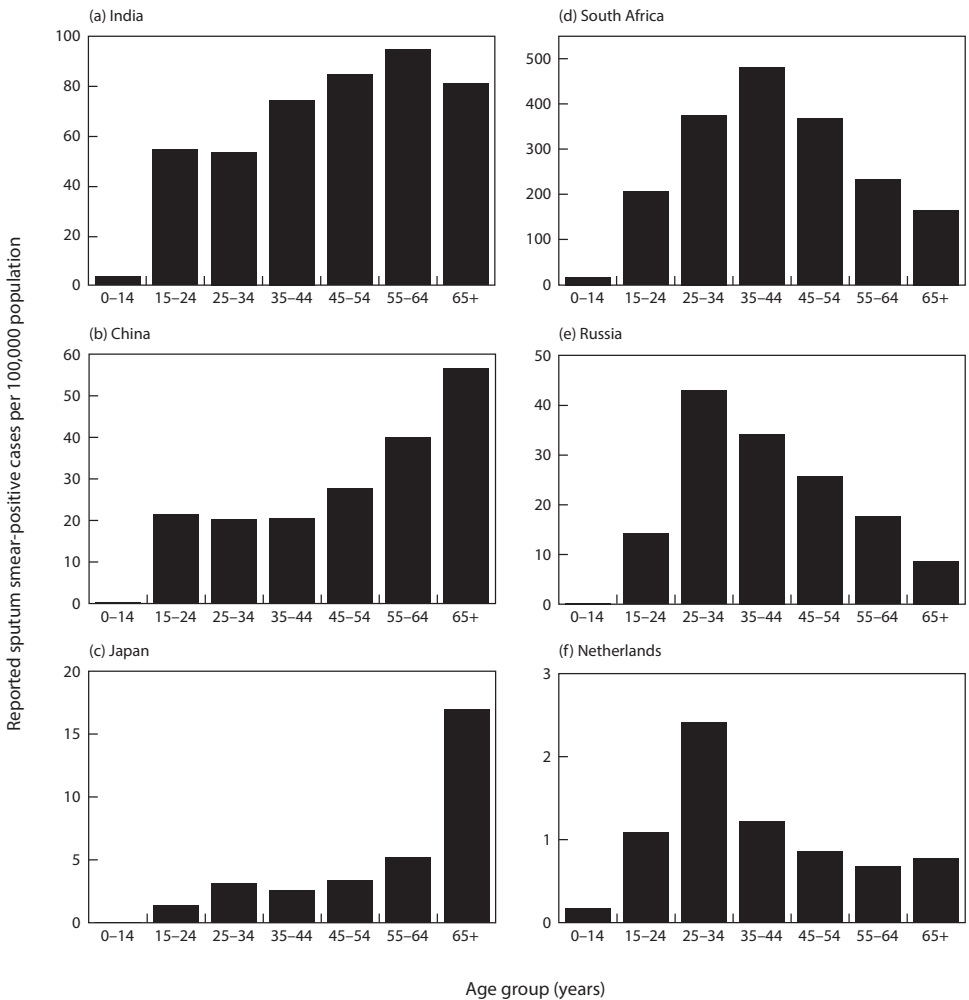 Reported sputum smear-positive cases per 100,000 population
(a) India
100
80
60
40
20
0
0–14 15–24 25–34 35–44 45–54 55–64 65+
(b) China
60
50
40
30
20
10
0
0–14 15–24 25–34 35–44 45–54 55–64 65+
(c) Japan
20
15
10
5
0
0–14 15–24 25–34 35–44 45–54 55–64 65+
(d) South Africa
500
400
300
200
100
0
0–14 15–24 25–34 35–44 45–54 55–64 65+
(e) Russia
50
40
30
20
10
0
0–14 15–24 25–34 35–44 45–54 55–64 65+
(f) Netherlands
3
2
1
0
0–14 15–24 25–34 35–44 45–54 55–64 65+
Age group (years)